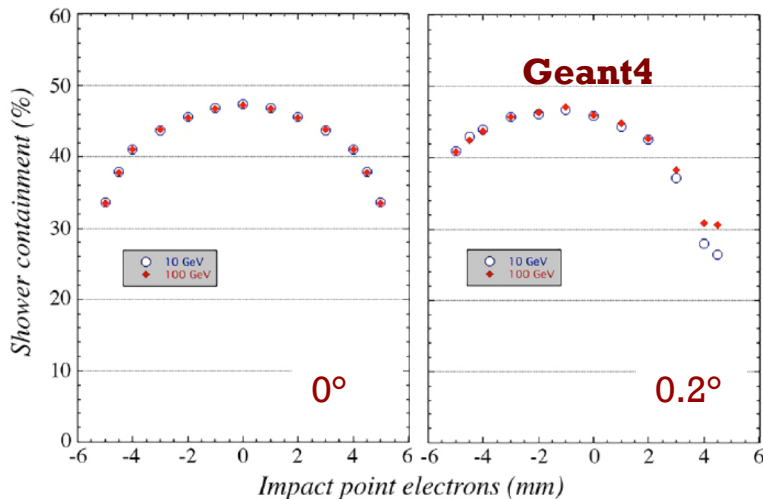 60
50
40
30
20
10
0
Shower containment (%)
Geant4
10 GeV
100 GeV
10 GeV
100 GeV
0°
0.2°
-6 -4 -2 0 2 4 6
-4 -2 0 2 4 6
Impact point electrons (mm)